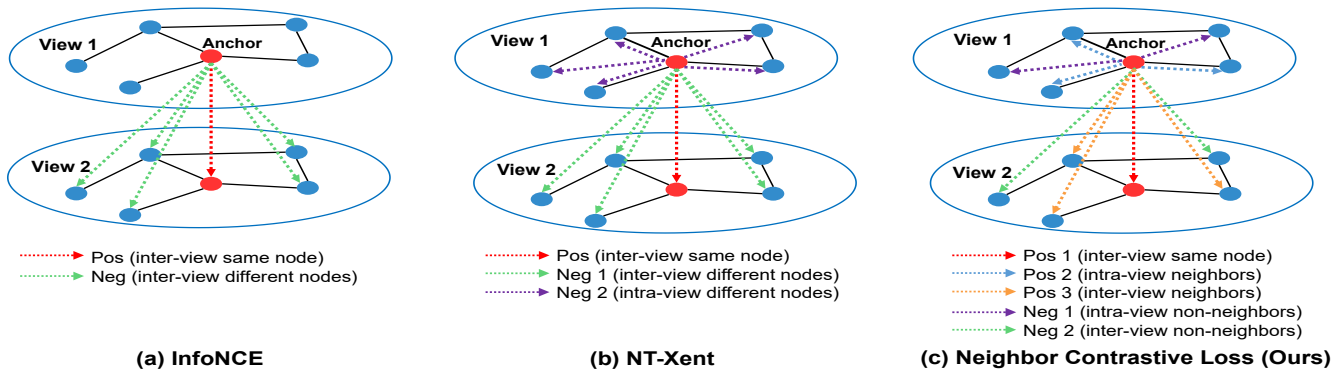 View 1
Anchor
View 2
Pos (inter-view same node)
Neg (inter-view different nodes)
(a) InfoNCE
View 1
Anchor
View 2
Pos (inter-view same node)
Neg 1 (inter-view different nodes)
Neg 2 (intra-view different nodes)
(b) NT-Xent
View 1
Anchor
View 2
Pos 1 (inter-view same node)
Pos 2 (intra-view neighbors)
Pos 3 (inter-view neighbors)
Neg 1 (intra-view non-neighbors)
Neg 2 (inter-view non-neighbors)
(c) Neighbor Contrastive Loss (Ours)